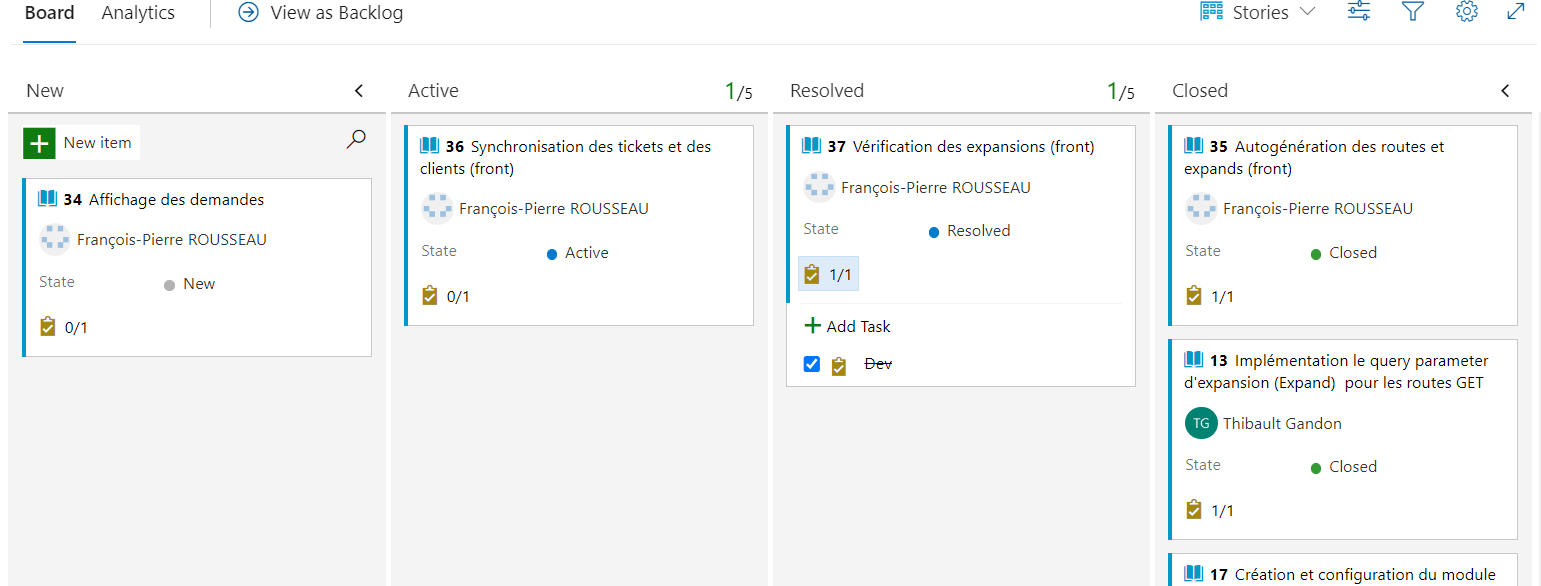 Board Analytics View as Backlog Stories
New
New item
34 Affichage des demandes
François-Pierre ROUSSEAU
State New
0/1
Active 1/5
36 Synchronisation des tickets et des
clients (front)
François-Pierre ROUSSEAU
State Active
0/1
Resolved 1/5
37 Vérification des expansions (front)
François-Pierre ROUSSEAU
State Resolved
1/1
Add Task
Dev
Closed
35 Autogénération des routes et
expands (front)
François-Pierre ROUSSEAU
State Closed
1/1
13 Implémentation le query parameter
d'expansion (Expand) pour les routes GET
TG Thibault Gandon
State Closed
1/1
17 Création et configuration du module